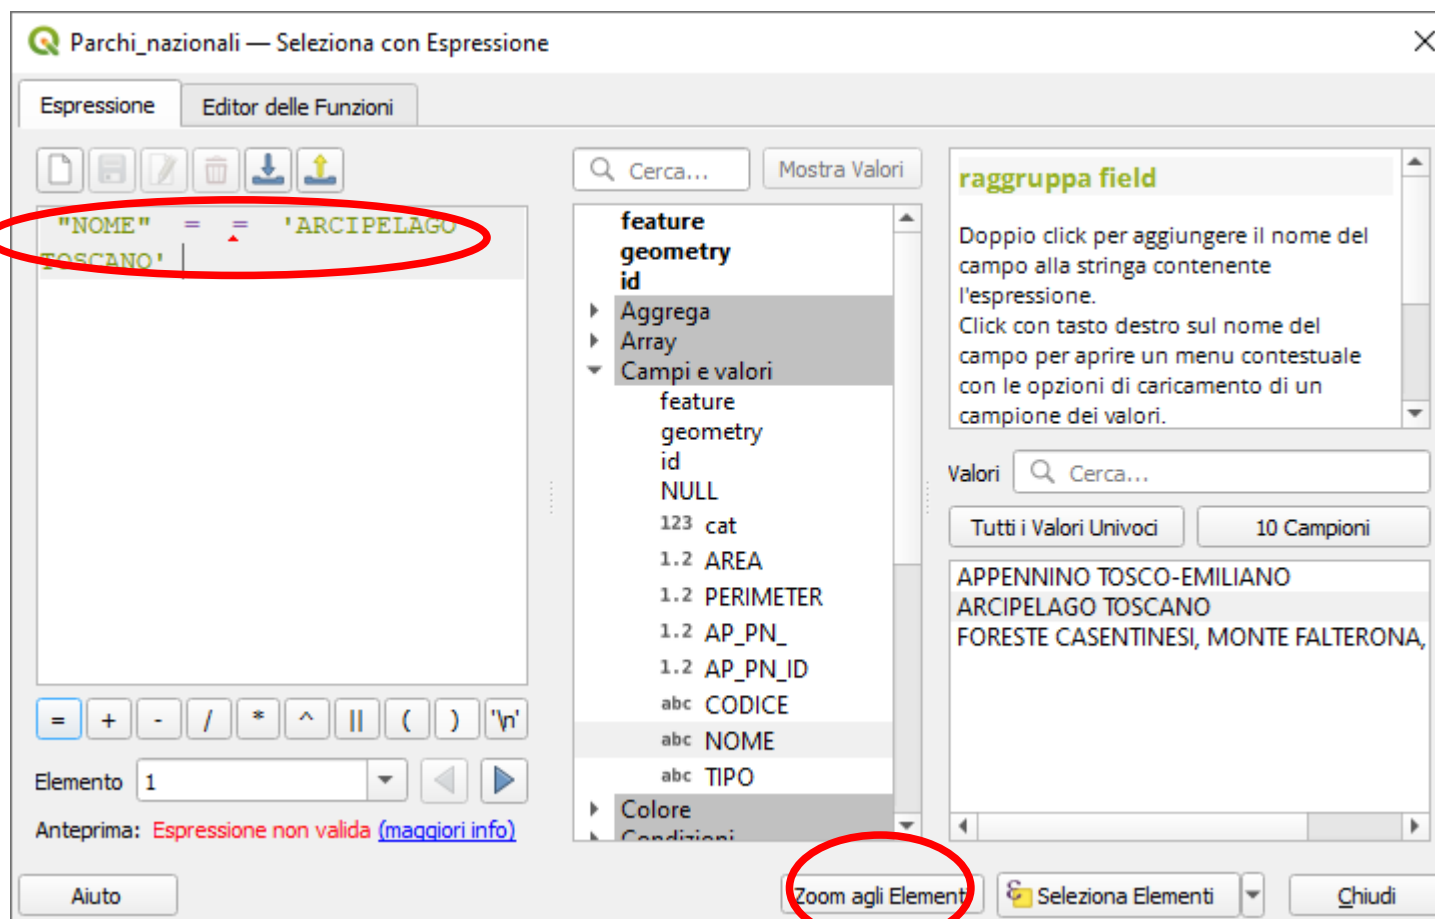 Parchi_nazionali — Seleziona con Espressione
Espressione
Editor delle Funzioni
"NOME" = = 'ARCIPELAGO
TOSCANO'
= + - / * ^ || ( ) '\n'
Elemento 1
Anteprima: Espressione non valida (maggiori info)
Cerca...
Mostra Valori
feature
geometry
id
Aggrega
Array
Campi e valori
feature
geometry
id
NULL
123 cat
1.2 AREA
1.2 PERIMETER
1.2 AP_PN_
1.2 AP_PN_ID
abc CODICE
abc NOME
abc TIPO
Colore
Condizioni
raggruppa field
Doppio click per aggiungere il nome del
campo alla stringa contenente
l'espressione.
Click con tasto destro sul nome del
campo per aprire un menu contestuale
con le opzioni di caricamento di un
campione dei valori.
Valori
Cerca...
Tutti i Valori Univoci
10 Campioni
APPENNINO TOSCO-EMILIANO
ARCIPELAGO TOSCANO
FORESTE CASENTINESI, MONTE FALTERONA,
Aiuto
Zoom agli Elementi
Seleziona Elementi
Chiudi